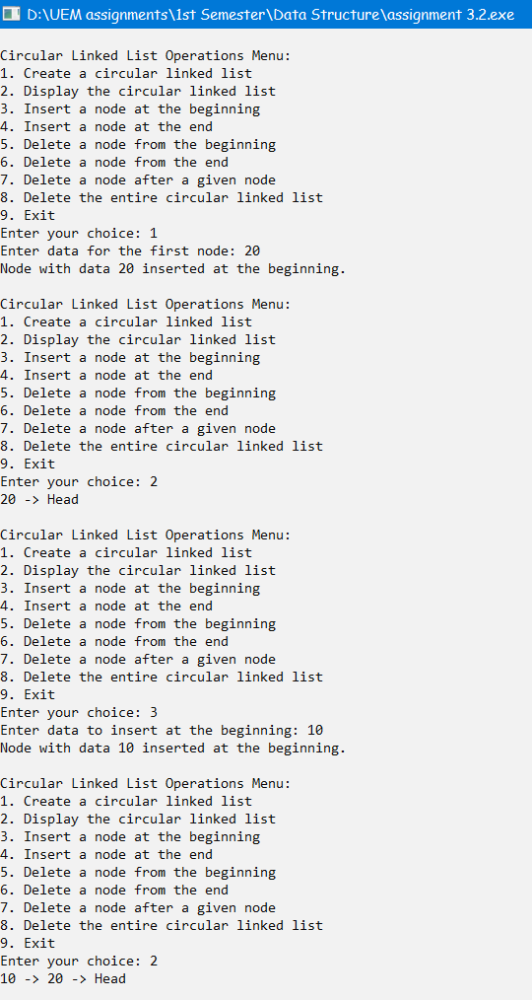 D:\UEM assignments\1st Semester\Data Structure\assignment 3.2.exe
Circular Linked List Operations Menu:
1. Create a circular linked list
2. Display the circular linked list
3. Insert a node at the beginning
4. Insert a node at the end
5. Delete a node from the beginning
6. Delete a node from the end
7. Delete a node after a given node
8. Delete the entire circular linked list
9. Exit
Enter your choice: 1
Enter data for the first node: 20
Node with data 20 inserted at the beginning.
Circular Linked List Operations Menu:
1. Create a circular linked list
2. Display the circular linked list
3. Insert a node at the beginning
4. Insert a node at the end
5. Delete a node from the beginning
6. Delete a node from the end
7. Delete a node after a given node
8. Delete the entire circular linked list
9. Exit
Enter your choice: 2
20 -> Head
Circular Linked List Operations Menu:
1. Create a circular linked list
2. Display the circular linked list
3. Insert a node at the beginning
4. Insert a node at the end
5. Delete a node from the beginning
6. Delete a node from the end
7. Delete a node after a given node
8. Delete the entire circular linked list
9. Exit
Enter your choice: 3
Enter data to insert at the beginning: 10
Node with data 10 inserted at the beginning.
Circular Linked List Operations Menu:
1. Create a circular linked list
2. Display the circular linked list
3. Insert a node at the beginning
4. Insert a node at the end
5. Delete a node from the beginning
6. Delete a node from the end
7. Delete a node after a given node
8. Delete the entire circular linked list
9. Exit
Enter your choice: 2
10 -> 20 -> Head